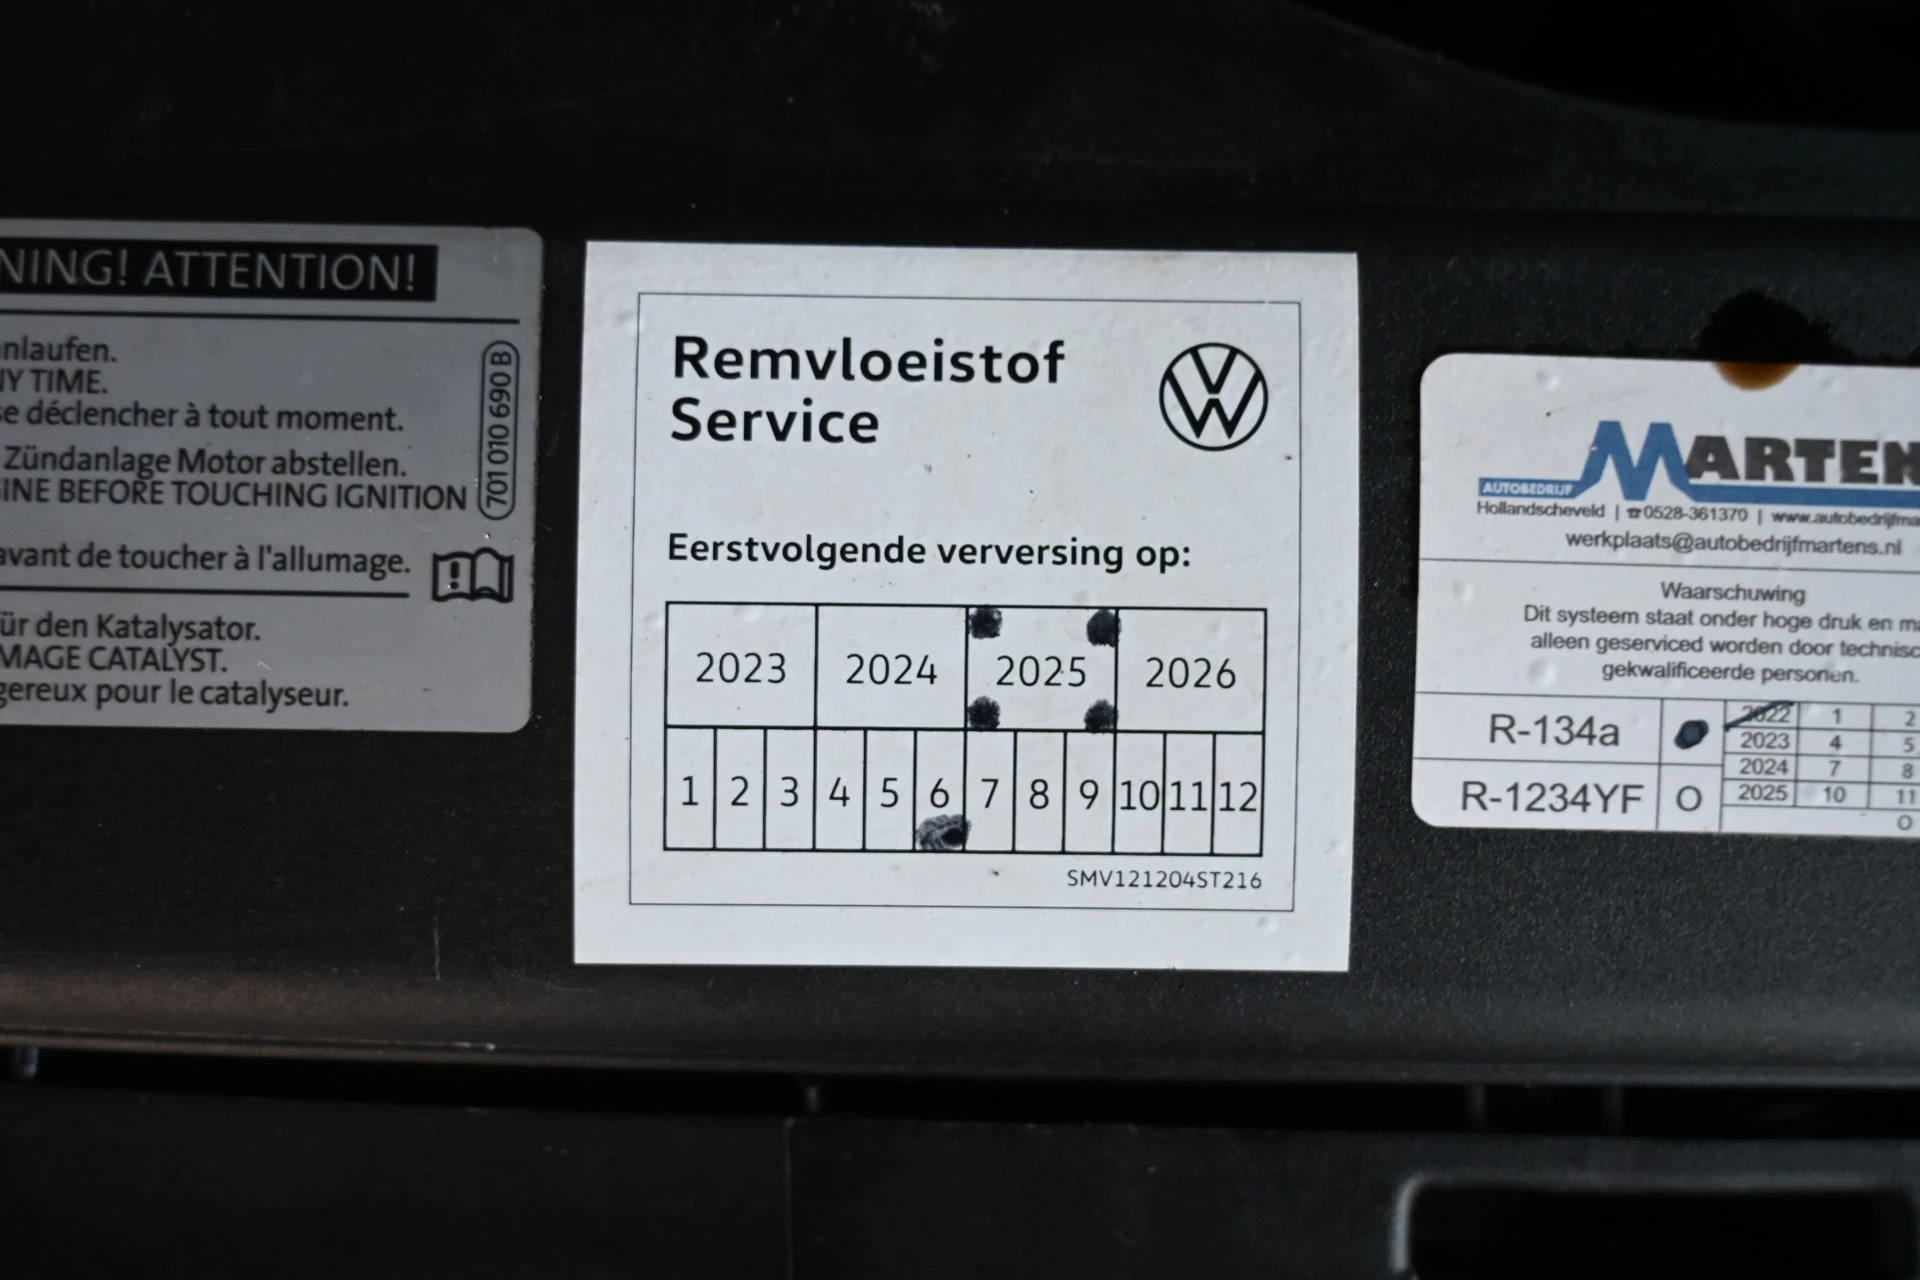 NING! ATTENTION!
nlaufen.
NY TIME.
se déclencher à tout moment.
Zündanlage Motor abstellen.
GINE BEFORE TOUCHING IGNITION
avant de toucher à l'allumage.
ür den Katalysator.
MAGE CATALYST.
gereux pour le catalyseur.
701 010 690 B
Remvloeistof
Service
Eerstvolgende verversing op:
2023 2024 2025 2026
1 2 3 4 5 6 7 8 9 10 11 12
SMV121204ST216
MARTEN
AUTOBEDRIJF
Hollandscheveld | ☎0528-361370 | www.autobedrijfma
werkplaats@autobedrijfmartens.nl
Waarschuwing
Dit systeem staat onder hoge druk en ma
alleen geserviced worden door technisc
gekwalificeerde personen.
R-134a
R-1234YF O
2022 1 2
2023 4 5
2024 7 8
2025 10 11
O